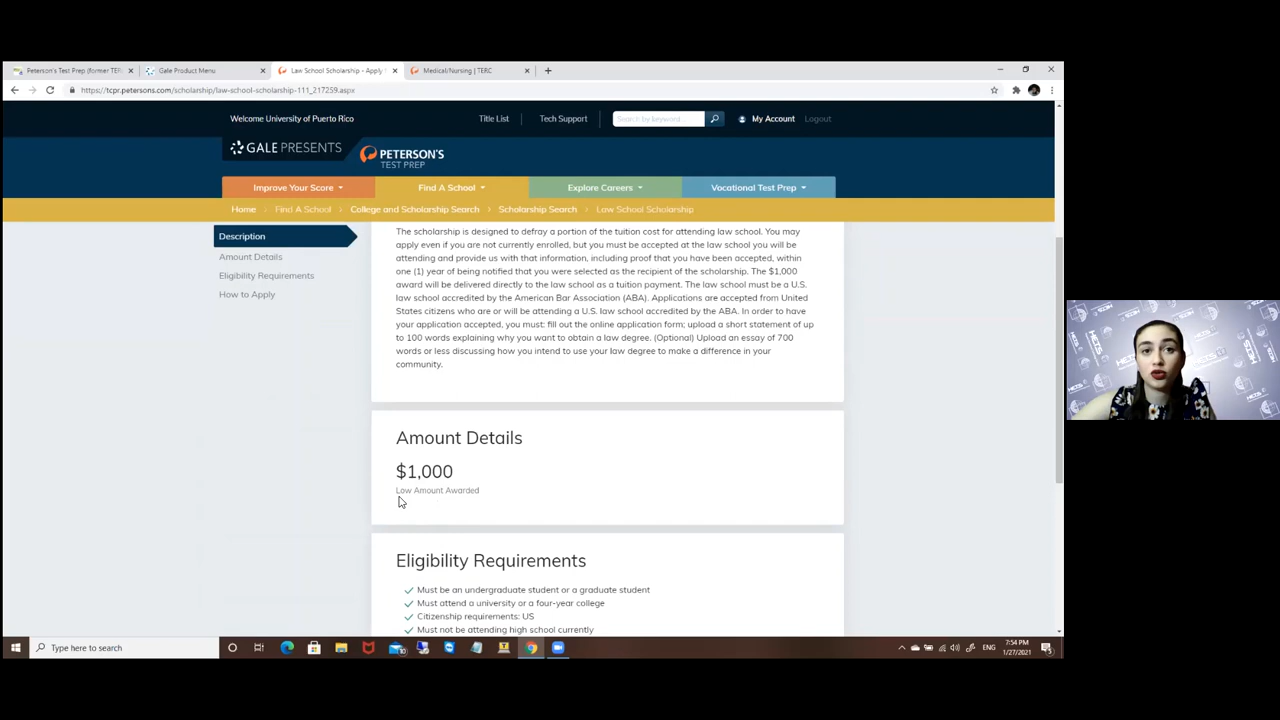 Peterson's Test Prep (former TER
Gale Product Menu
Law School Scholarship - Apply
Medical/Nursing | TERC
https://tcpr.petersons.com/scholarship/law-school-scholarship-111_217259.aspx
Welcome University of Puerto Rico
Title List
Tech Support
Search by keyword...
My Account
Logout
GALE PRESENTS
PETERSON'S
TEST PREP
Improve Your Score
Find A School
Explore Careers
Vocational Test Prep
Home
Find A School
College and Scholarship Search
Scholarship Search
Law School Scholarship
Description
Amount Details
Eligibility Requirements
How to Apply
The scholarship is designed to defray a portion of the tuition cost for attending law school. You may
apply even if you are not currently enrolled, but you must be accepted at the law school you will be
attending and provide us with that information, including proof that you have been accepted, within
one (1) year of being notified that you were selected as the recipient of the scholarship. The $1,000
award will be delivered directly to the law school as a tuition payment. The law school must be a U.S.
law school accredited by the American Bar Association (ABA). Applications are accepted from United
States citizens who are or will be attending a U.S. law school accredited by the ABA. In order to have
your application accepted, you must: fill out the online application form; upload a short statement of up
to 100 words explaining why you want to obtain a law degree. (Optional) Upload an essay of 700
words or less discussing how you intend to use your law degree to make a difference in your
community.
Amount Details
$1,000
Low Amount Awarded
Eligibility Requirements
Must be an undergraduate student or a graduate student
Must attend a university or a four-year college
Citizenship requirements: US
Must not be attending high school currently
Type here to search
ENG
7:54 PM
1/27/2021